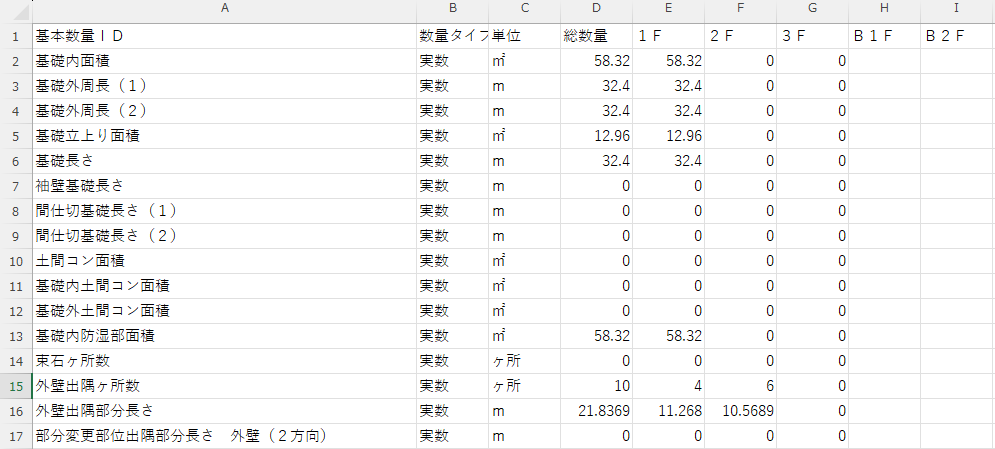 A B C D E F G H I
1 基本数量ＩＤ 数量タイプ 単位 総数量 １Ｆ ２Ｆ ３Ｆ Ｂ１Ｆ Ｂ２Ｆ
2 基礎内面積 実数 ㎡ 58.32 58.32 0 0
3 基礎外周長（１） 実数 m 32.4 32.4 0 0
4 基礎外周長（２） 実数 m 32.4 32.4 0 0
5 基礎立上り面積 実数 ㎡ 12.96 12.96 0 0
6 基礎長さ 実数 m 32.4 32.4 0 0
7 袖壁基礎長さ 実数 m 0 0 0 0
8 間仕切基礎長さ（１） 実数 m 0 0 0 0
9 間仕切基礎長さ（２） 実数 m 0 0 0 0
10 土間コン面積 実数 ㎡ 0 0 0 0
11 基礎内土間コン面積 実数 ㎡ 0 0 0 0
12 基礎外土間コン面積 実数 ㎡ 0 0 0 0
13 基礎内防湿部面積 実数 ㎡ 58.32 58.32 0 0
14 束石ヶ所数 実数 ヶ所 0 0 0 0
15 外壁出隅ヶ所数 実数 ヶ所 10 4 6 0
16 外壁出隅部分長さ 実数 m 21.8369 11.268 10.5689 0
17 部分変更部位出隅部分長さ　外壁（２方向） 実数 m 0 0 0 0